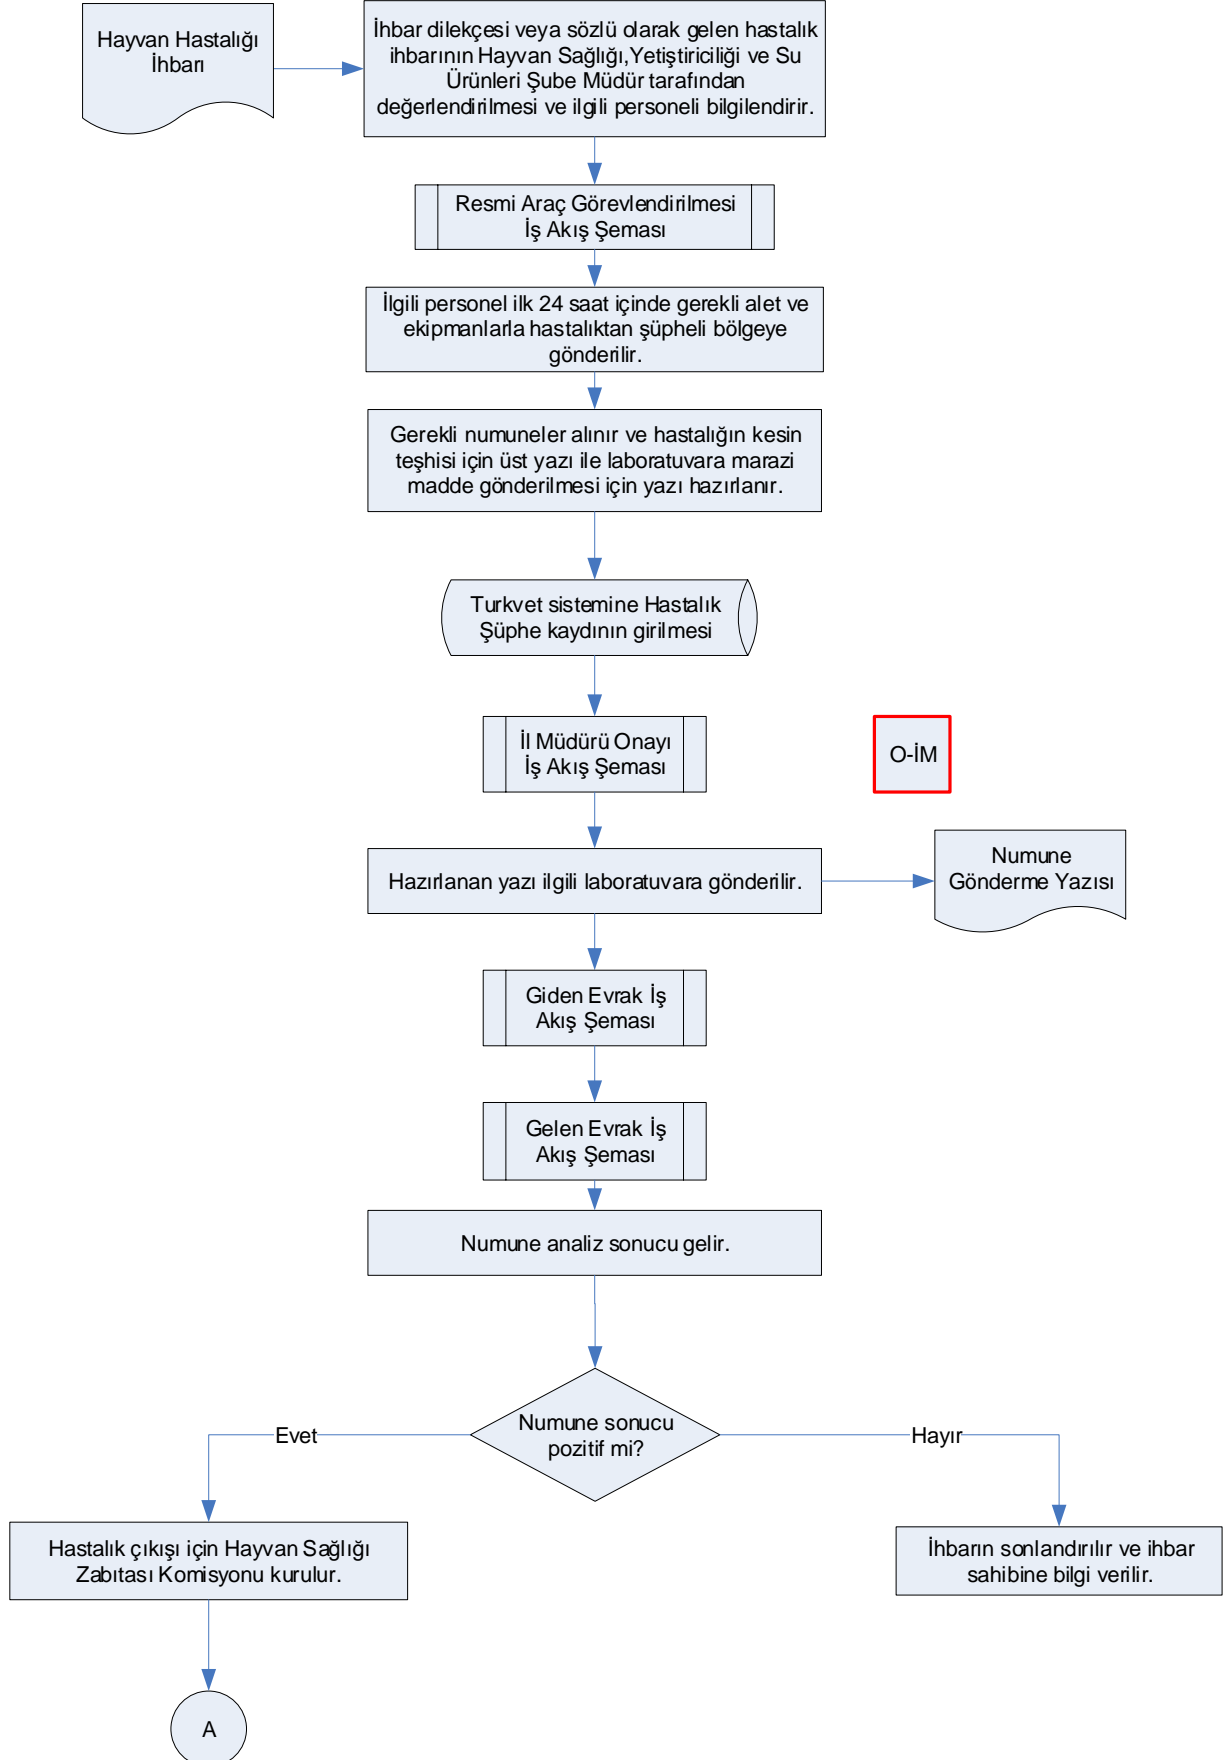 Hayvan Hastalığı
İhbarı
İhbar dilekçesi veya sözlü olarak gelen hastalık
ihbarının Hayvan Sağlığı,Yetiştiriciliği ve Su
Ürünleri Şube Müdür tarafından
değerlendirilmesi ve ilgili personeli bilgilendirir.
Resmi Araç Görevlendirilmesi
İş Akış Şeması
İlgili personel ilk 24 saat içinde gerekli alet ve
ekipmanlarla hastalıktan şüpheli bölgeye
gönderilir.
Gerekli numuneler alınır ve hastalığın kesin
teşhisi için üst yazı ile laboratuvara marazi
madde gönderilmesi için yazı hazırlanır.
Turkvet sistemine Hastalık
Şüphe kaydının girilmesi
İl Müdürü Onayı
İş Akış Şeması
O-İM
Hazırlanan yazı ilgili laboratuvara gönderilir.
Numune
Gönderme Yazısı
Giden Evrak İş
Akış Şeması
Gelen Evrak İş
Akış Şeması
Numune analiz sonucu gelir.
Numune sonucu
pozitif mi?
Evet
Hayır
Hastalık çıkışı için Hayvan Sağlığı
Zabıtası Komisyonu kurulur.
İhbarın sonlandırılır ve ihbar
sahibine bilgi verilir.
A